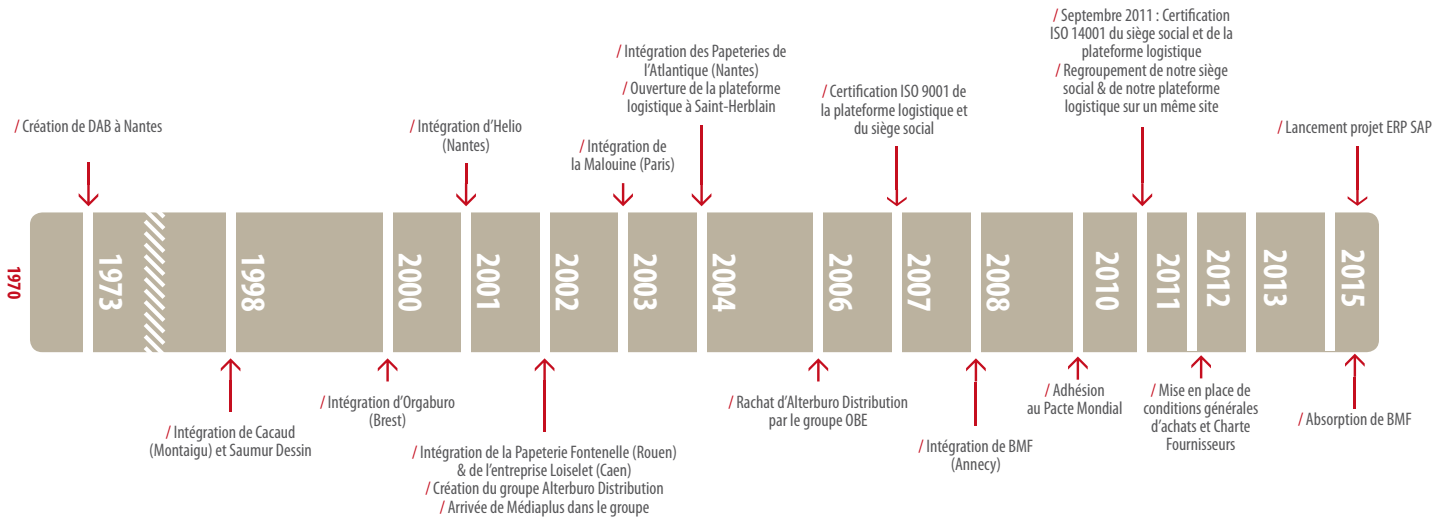 / Création de DAB à Nantes
/ Intégration d'Helio
(Nantes)
/ Intégration de
la Malouine (Paris)
/ Intégration des Papeteries de
l'Atlantique (Nantes)
/ Ouverture de la plateforme
logistique à Saint-Herblain
/ Certification ISO 9001 de
la plateforme logistique et
du siège social
/ Septembre 2011 : Certification
ISO 14001 du siège social et de la
plateforme logistique
/ Regroupement de notre siège
social & de notre plateforme
logistique sur un même site
/ Lancement projet ERP SAP
1970
1973
1998
2000
2001
2002
2003
2004
2006
2007
2008
2010
2011
2012
2013
2015
/ Intégration de Cacaud
(Montaigu) et Saumur Dessin
/ Intégration d'Orgaburo
(Brest)
/ Intégration de la Papeterie Fontenelle (Rouen)
& de l'entreprise Loiselet (Caen)
/ Création du groupe Alterburo Distribution
/ Arrivée de Médiaplus dans le groupe
/ Rachat d'Alterburo Distribution
par le groupe OBE
/ Intégration de BMF
(Annecy)
/ Adhésion
au Pacte Mondial
/ Mise en place de
conditions générales
d'achats et Charte
Fournisseurs
/ Absorption de BMF